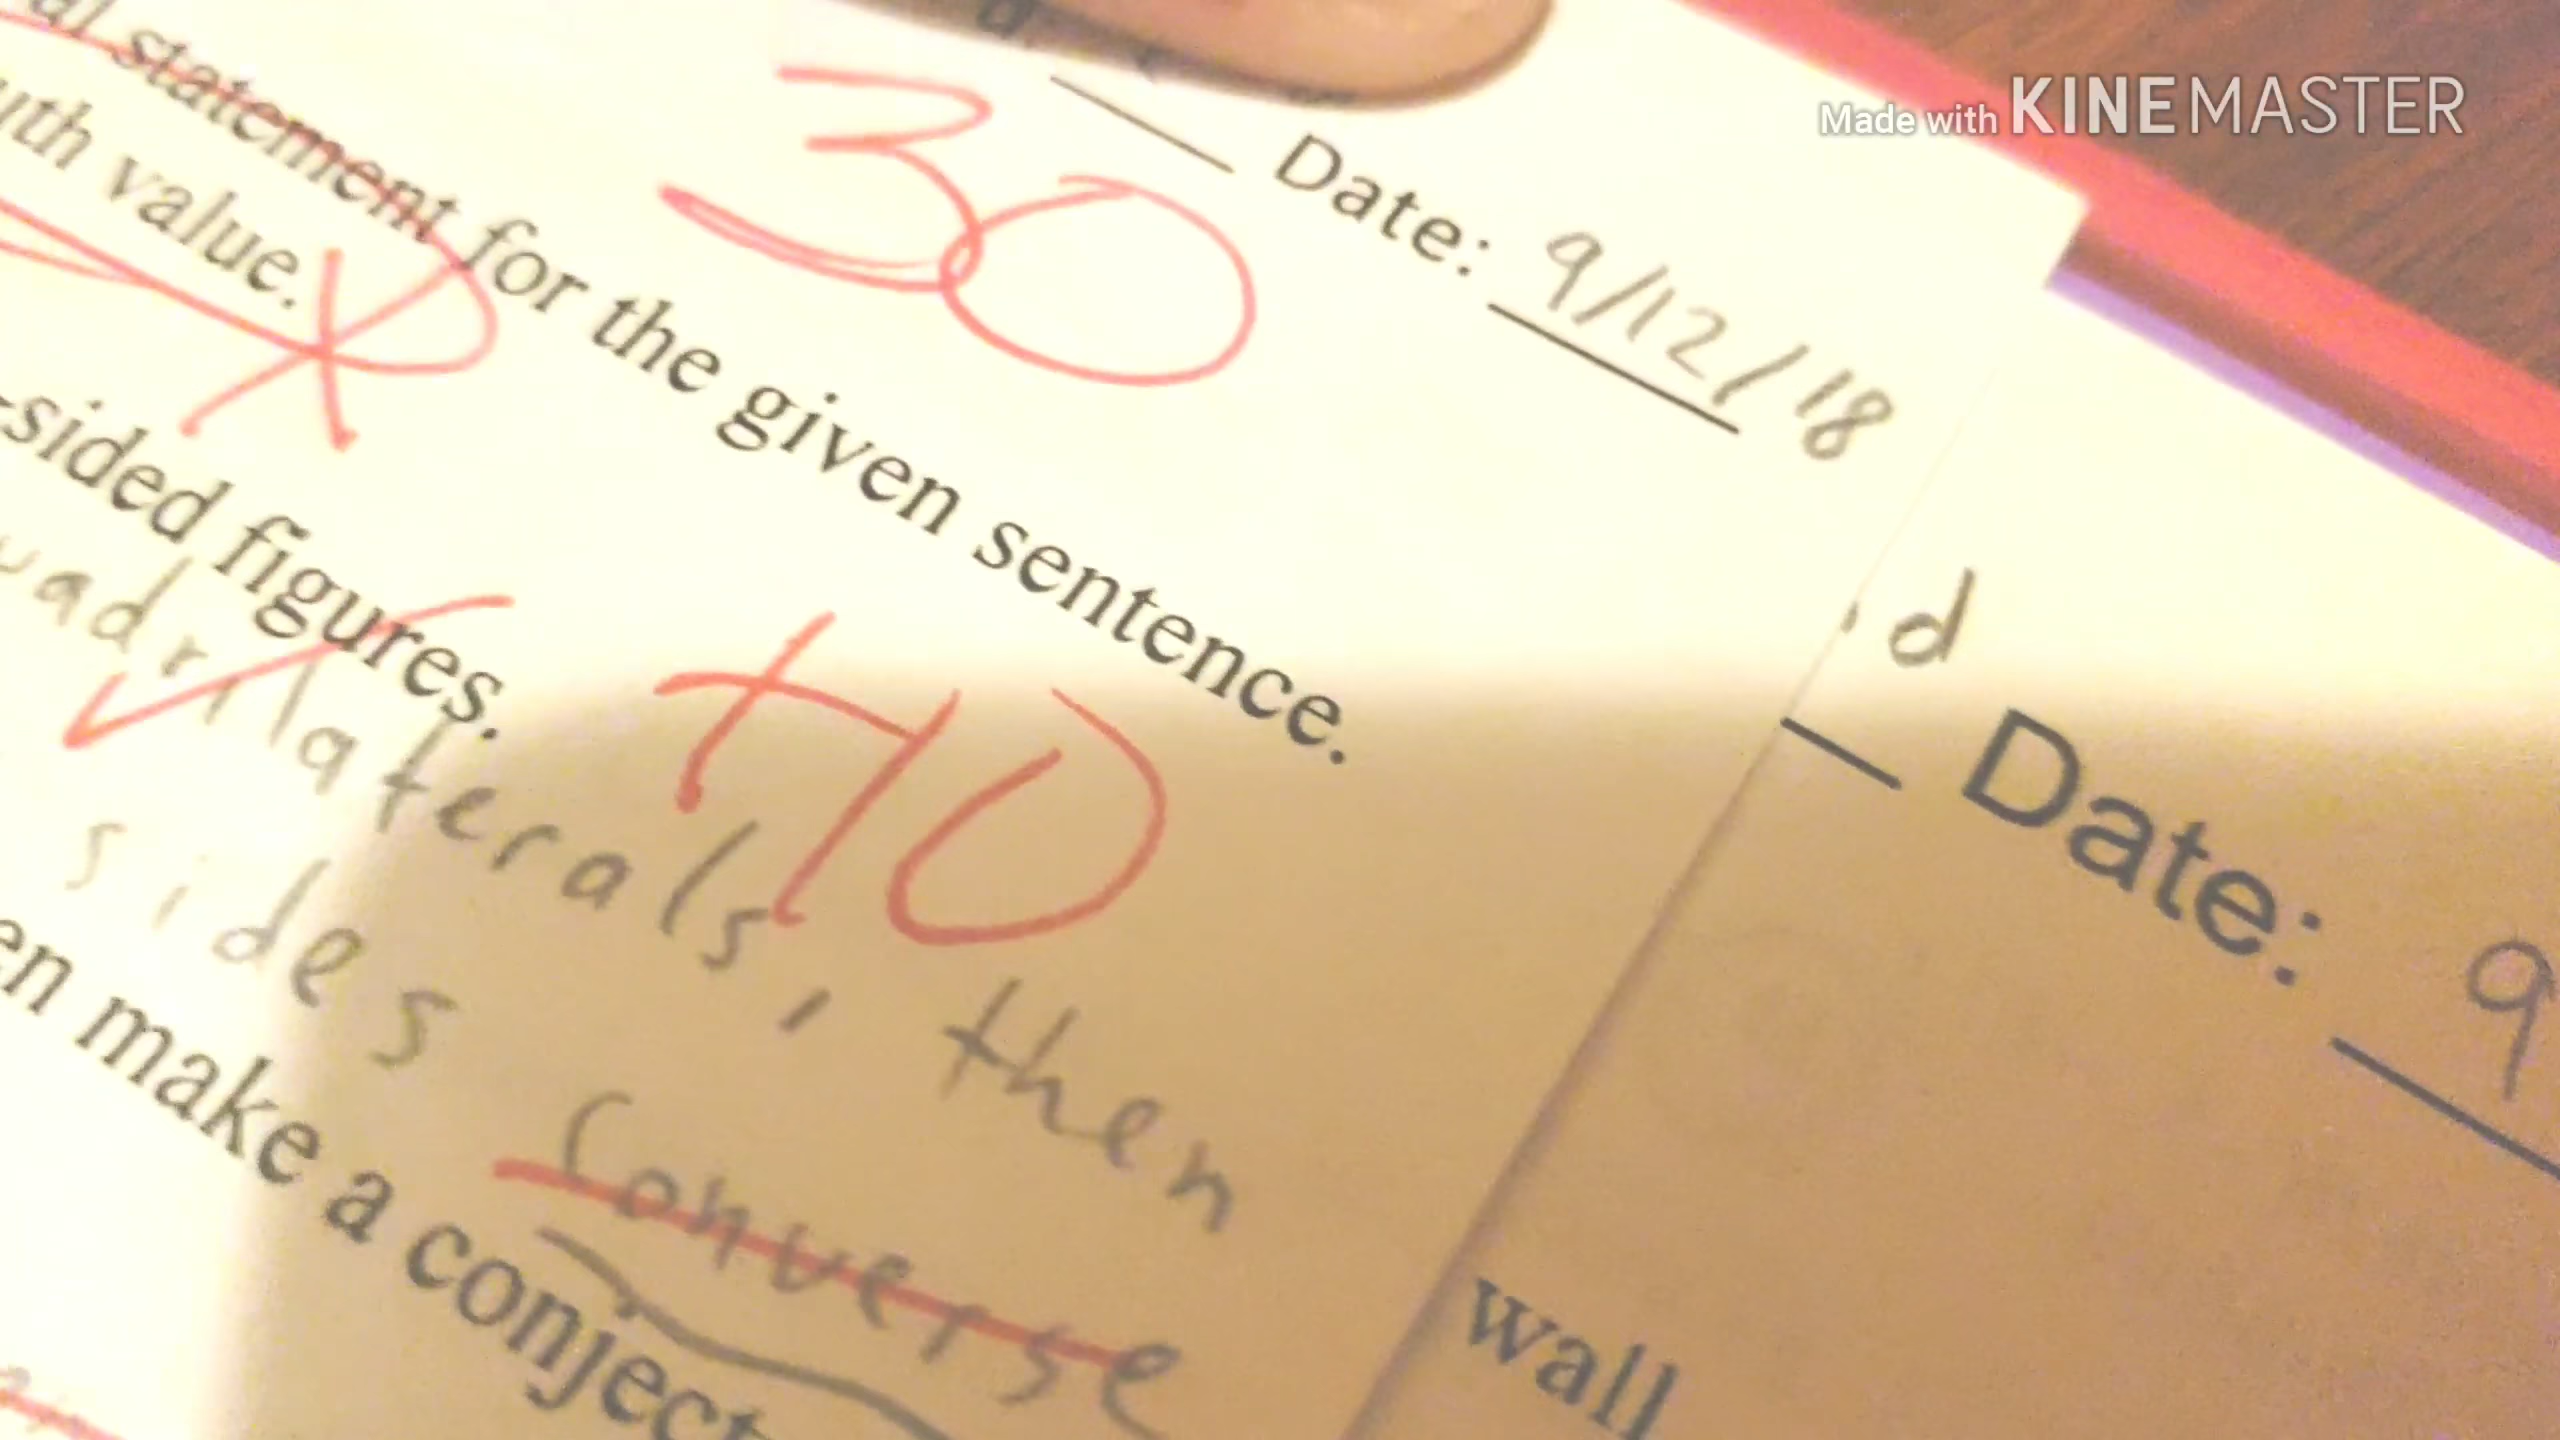 Made with KINEMASTER
Date: 9/12/18
30
statement for the given sentence.
value.
-sided figures.
+10
then
sides
converse
make a conject
d
Date: 9
wall